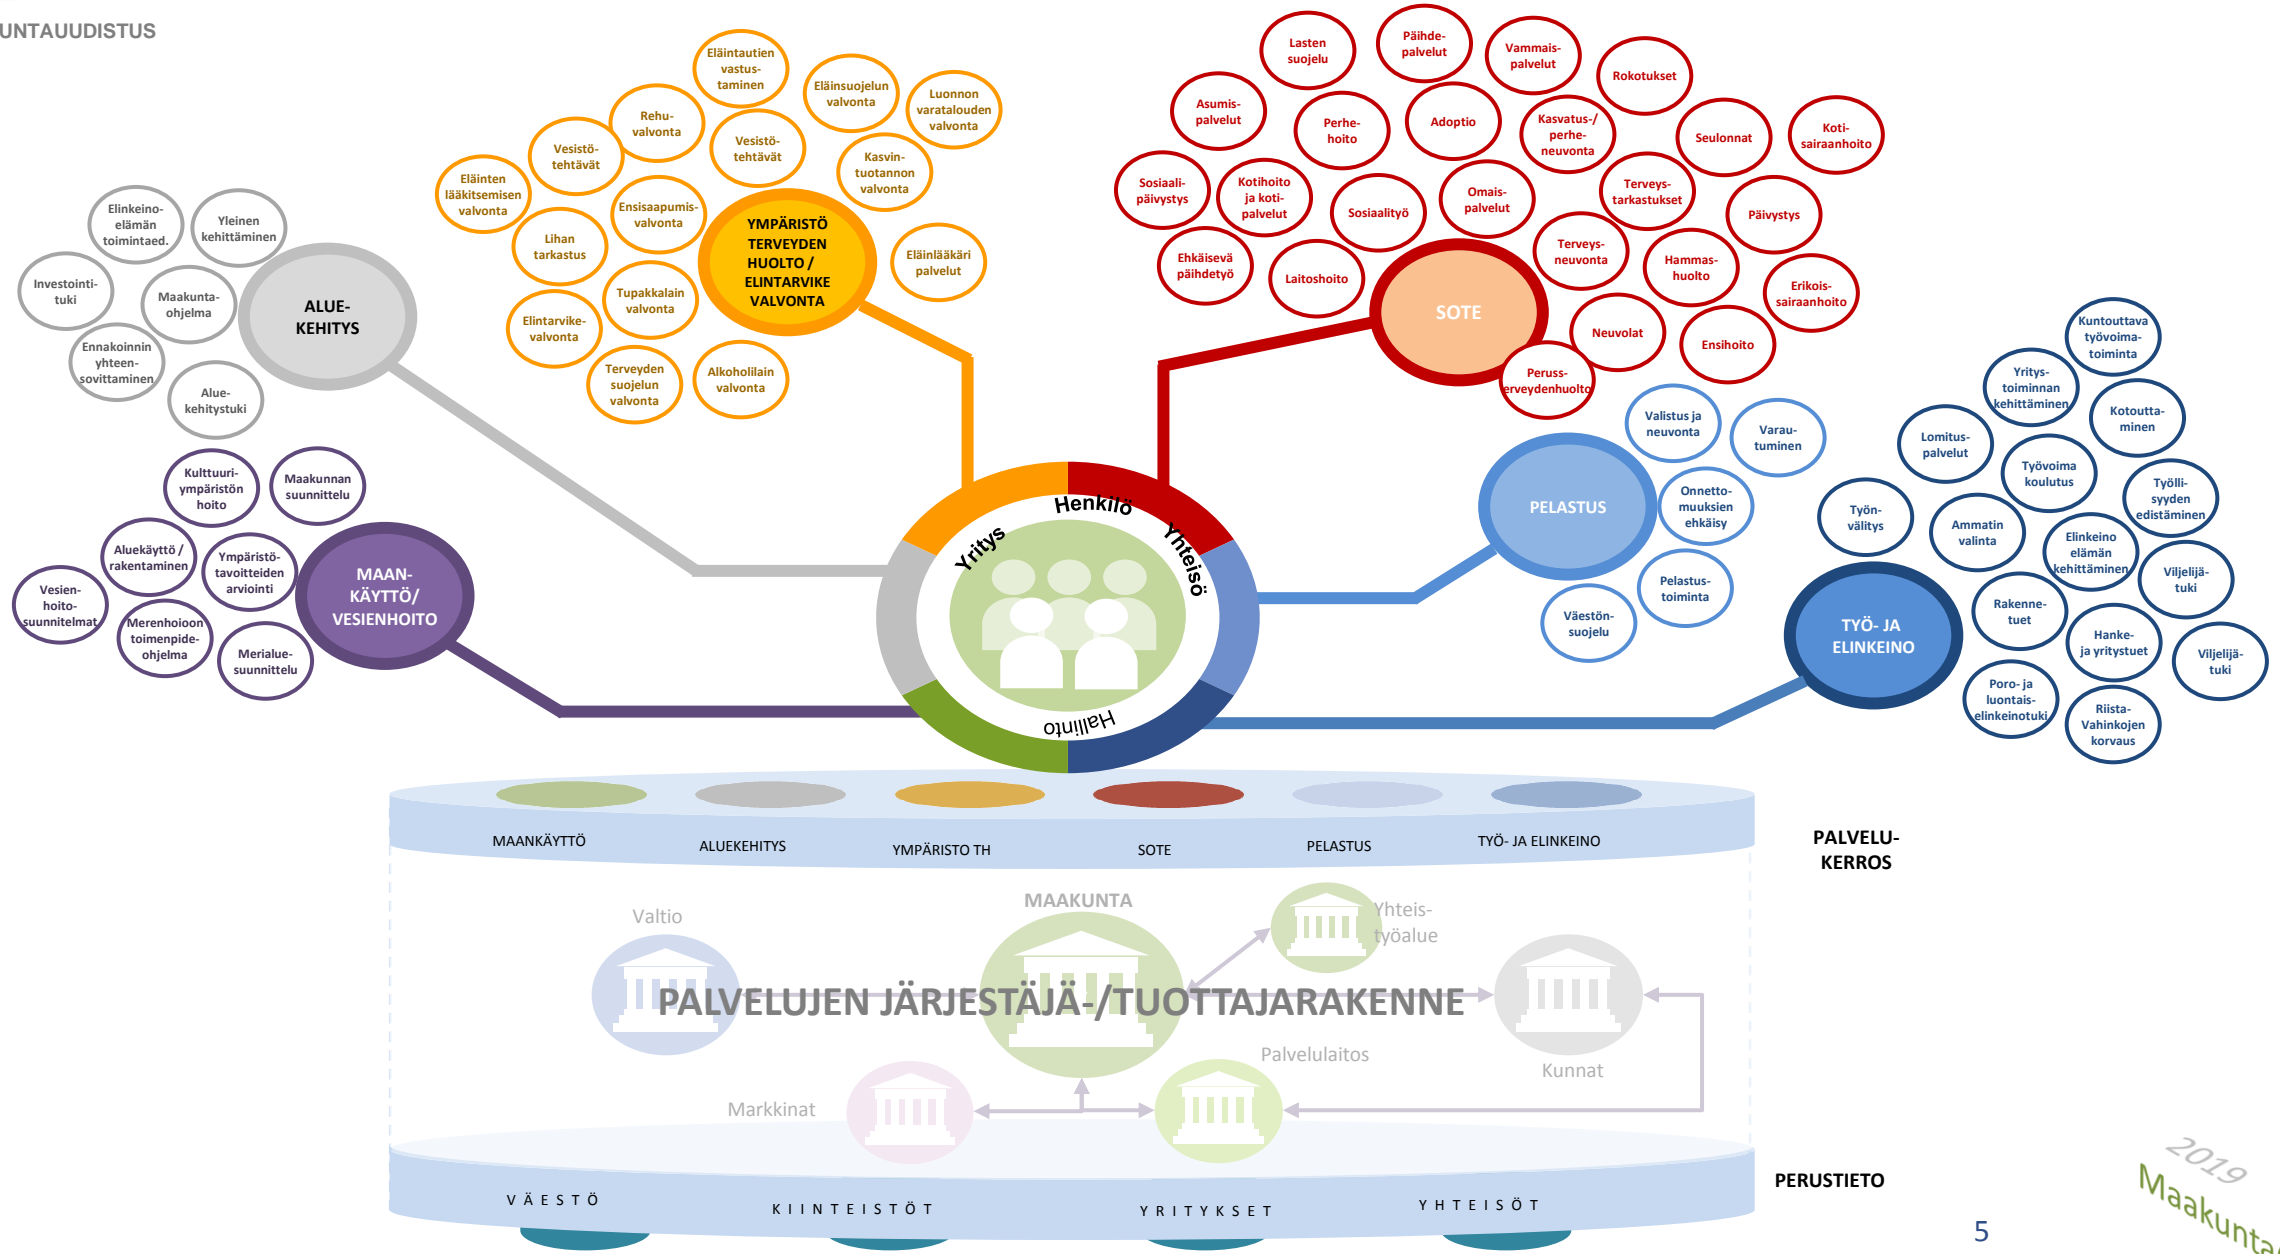 UNTAUUDISTUS
Elinkeino-
elämän
toimintaed.
Yleinen
kehittäminen
Investointi-
tuki
Maakunta-
ohjelma
Ennakoinnin
yhteen-
sovittaminen
Alue-
kehitystuki
ALUE-
KEHITYS
Eläintautien
vastus-
taminen
Eläinsuojelun
valvonta
Luonnon
varatalouden
valvonta
Rehu-
valvonta
Vesistö-
tehtävät
Vesistö-
tehtävät
Kasvin-
tuotannon
valvonta
Eläinten
lääkitsemisen
valvonta
Ensisaapumis-
valvonta
Lihan
tarkastus
Eläinlääkäri
palvelut
Tupakkalain
valvonta
Elintarvike-
valvonta
Terveyden
suojelun
valvonta
Alkoholilain
valvonta
YMPÄRISTÖ
TERVEYDEN
HUOLTO /
ELINTARVIKE
VALVONTA
Lasten
suojelu
Päihde-
palvelut
Vammais-
palvelut
Rokotukset
Asumis-
palvelut
Perhe-
hoito
Adoptio
Kasvatus-/
perhe-
neuvonta
Seulonnat
Koti-
sairaanhoito
Sosiaali-
päivystys
Kotihoito
ja koti-
palvelut
Sosiaalityö
Omais-
palvelut
Terveys-
tarkastukset
Päivystys
Ehkäisevä
päihdetyö
Laitoshoito
Terveys-
neuvonta
Hammas-
huolto
Erikois-
sairaanhoito
Neuvolat
Ensihoito
Peruss-
erveydenhuolto
SOTE
Kulttuuri-
ympäristön
hoito
Maakunnan
suunnittelu
Aluekäyttö /
rakentaminen
Ympäristö-
tavoitteiden
arviointi
Vesien-
hoito-
suunnitelmat
Merenhoioon
toimenpide-
ohjelma
Merialue-
suunnittelu
MAAN-
KÄYTTÖ/
VESIENHOITO
Yritys
Henkilö
Yhteisö
Hallinto
Valistus ja
neuvonta
Varau-
tuminen
Onnetto-
muuksien
ehkäisy
Pelastus-
toiminta
Väestön-
suojelu
PELASTUS
Kuntouttava
työvoima-
toiminta
Yritys-
toiminnan
kehittäminen
Kotoutta-
minen
Lomitus-
palvelut
Työvoima
koulutus
Työlli-
syyden
edistäminen
Työn-
välitys
Ammatin
valinta
Elinkeino
elämän
kehittäminen
Viljelijä-
tuki
Rakenne-
tuet
Hanke-
ja yritystuet
Viljelijä-
tuki
Poro- ja
luontais-
elinkeinotuki
Riista-
Vahinkojen
korvaus
TYÖ- JA
ELINKEINO
MAANKÄYTTÖ
ALUEKEHITYS
YMPÄRISTO TH
SOTE
PELASTUS
TYÖ- JA ELINKEINO
PALVELU-
KERROS
Valtio
MAAKUNTA
Yhteis-
työalue
PALVELUJEN JÄRJESTÄJÄ-/TUOTTAJARAKENNE
Markkinat
Palvelulaitos
Kunnat
VÄESTÖ
KIINTEISTÖT
YRITYKSET
YHTEISÖT
PERUSTIETO
2019
Maakunta
5